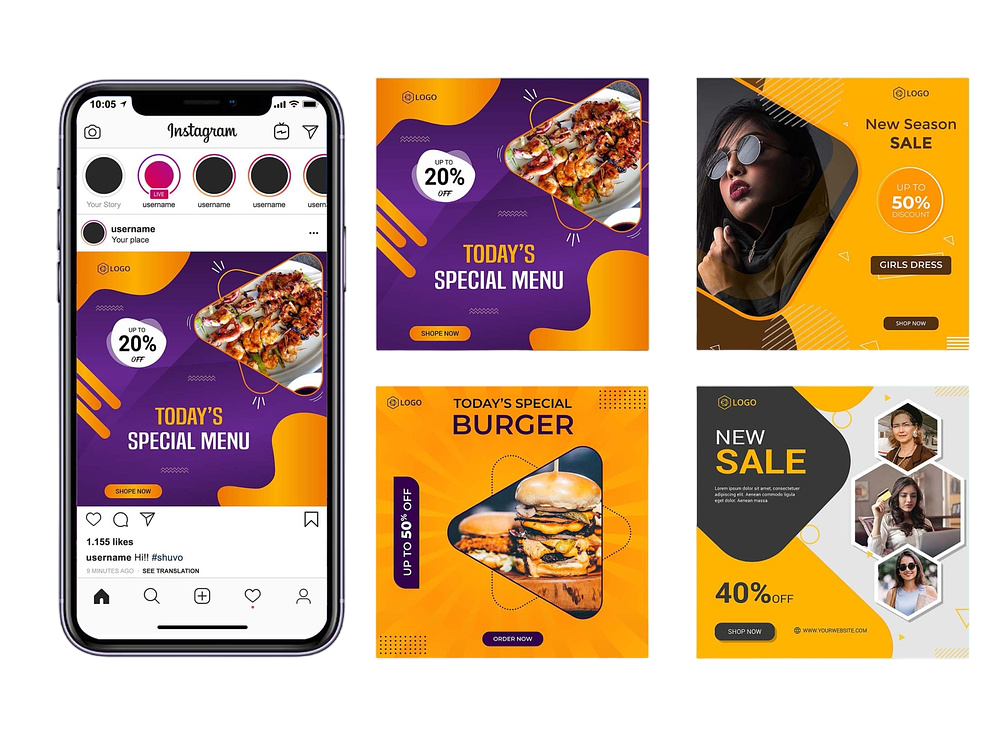 10:05
Instagram
LIVE
Your Story
username
username
username
usern
username
Your place
...
LOGO
UP TO
20%
OFF
TODAY'S
SPECIAL MENU
SHOPE NOW
1.155 likes
username Hi!! #shuvo
9 MINUTES AGO · SEE TRANSLATION
LOGO
UP TO
20%
OFF
TODAY'S
SPECIAL MENU
SHOPE NOW
LOGO
New Season
SALE
UP TO
50%
DISCOUNT
GIRLS DRESS
SHOP NOW
LOGO
TODAY'S SPECIAL
BURGER
UP TO 50% OFF
ORDER NOW
LOGO
NEW
SALE
Lorem ipsum dolor sit amet, consectetuer
adipiscing elit. Aenean commodo ligula
eget dolor. Aenean massa.
40%OFF
SHOP NOW
WWW.YOURWEBSITE.COM